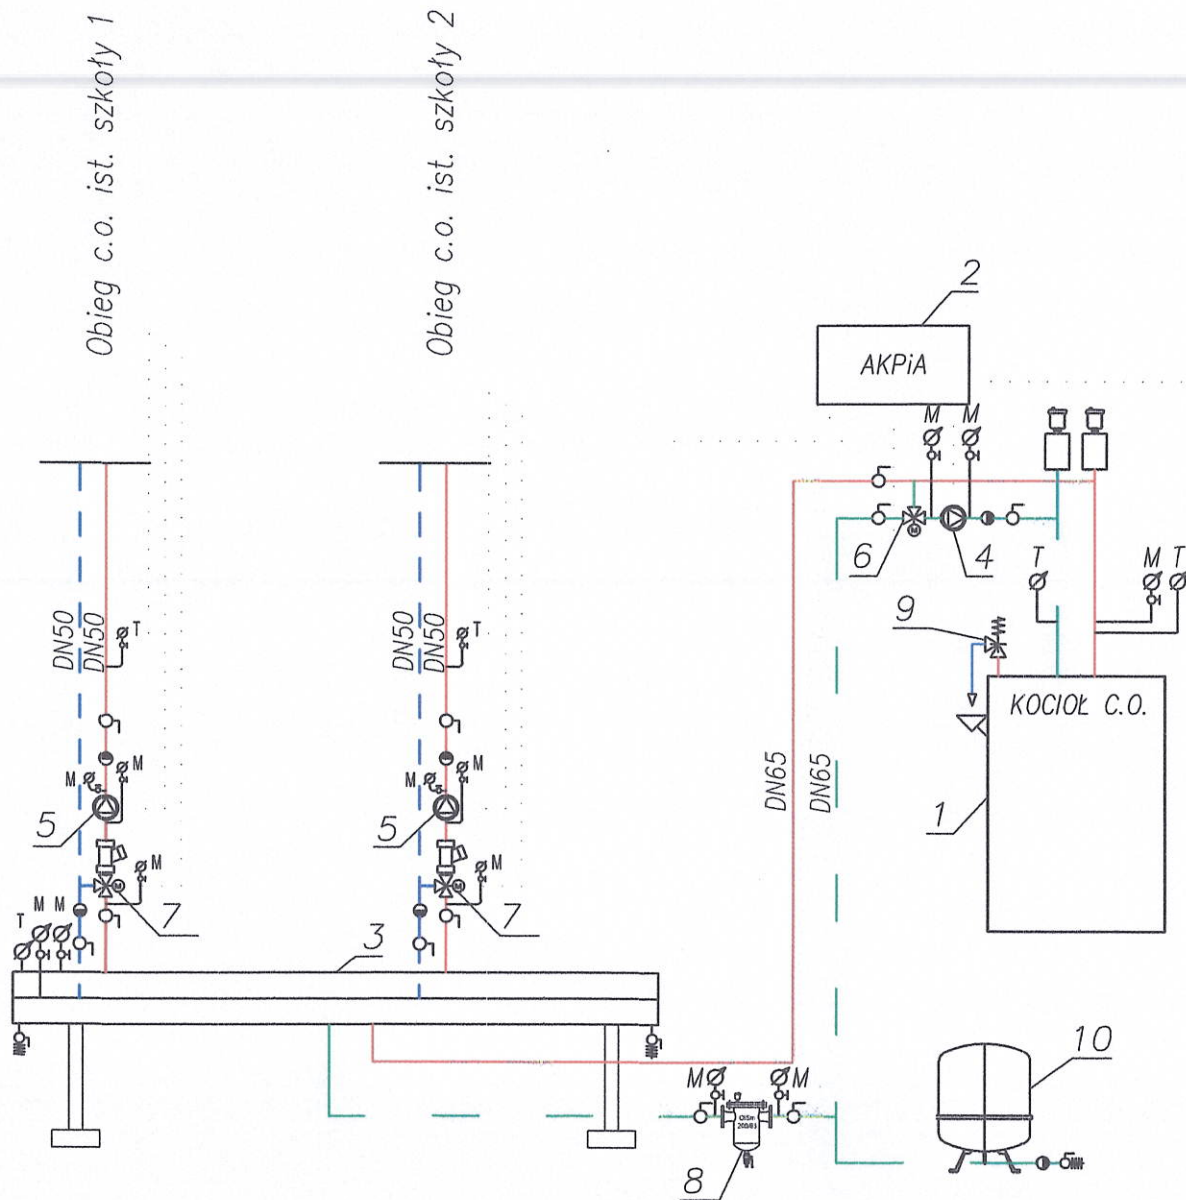 Obieg c.o. ist. szkoły 1
Obieg c.o. ist. szkoły 2
2
AKPiA
M M
6
4
T
M T
9
KOCIOŁ C.O.
1
DN50
DN50
T
DN50
DN50
T
M
M
5
M
7
M
M
5
M
7
T M M
3
DN65
DN65
M
M
8
10